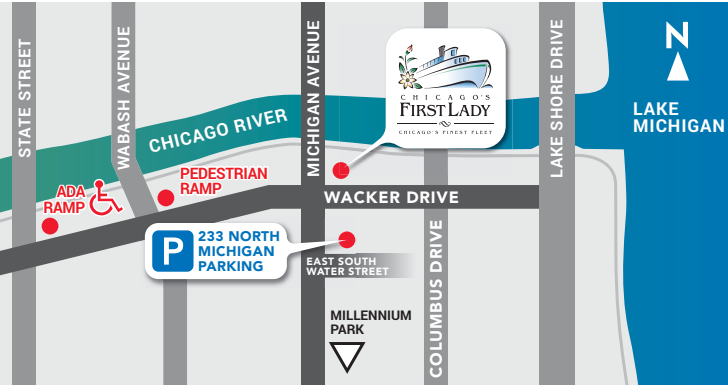 STATE STREET
WABASH AVENUE
CHICAGO RIVER
MICHIGAN AVENUE
CHICAGO'S
FIRST LADY
CHICAGO'S FINEST FLEET
LAKE SHORE DRIVE
N
LAKE
MICHIGAN
ADA
RAMP
PEDESTRIAN
RAMP
WACKER DRIVE
P
233 NORTH
MICHIGAN
PARKING
EAST SOUTH
WATER STREET
COLUMBUS DRIVE
MILLENNIUM
PARK